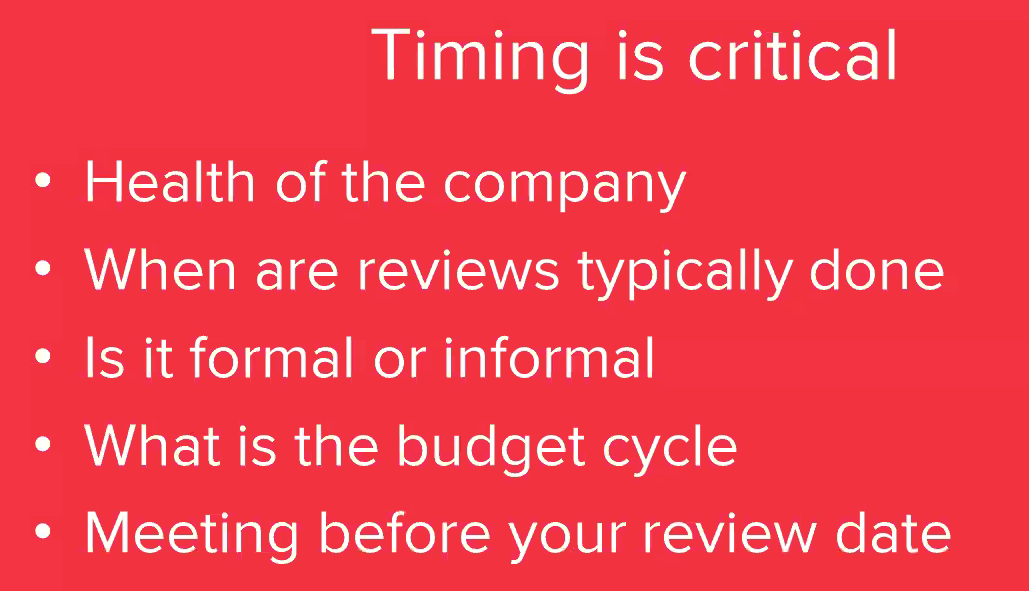 Timing is critical
• Health of the company
• When are reviews typically done
• Is it formal or informal
• What is the budget cycle
• Meeting before your review date